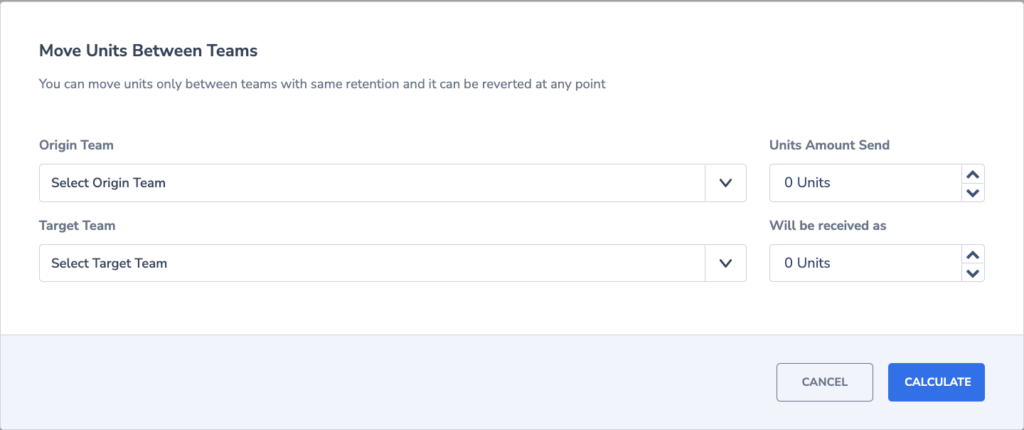 Move Units Between Teams
You can move units only between teams with same retention and it can be reverted at any point
Origin Team
Units Amount Send
Select Origin Team
0 Units
Target Team
Will be received as
Select Target Team
0 Units
CANCEL
CALCULATE